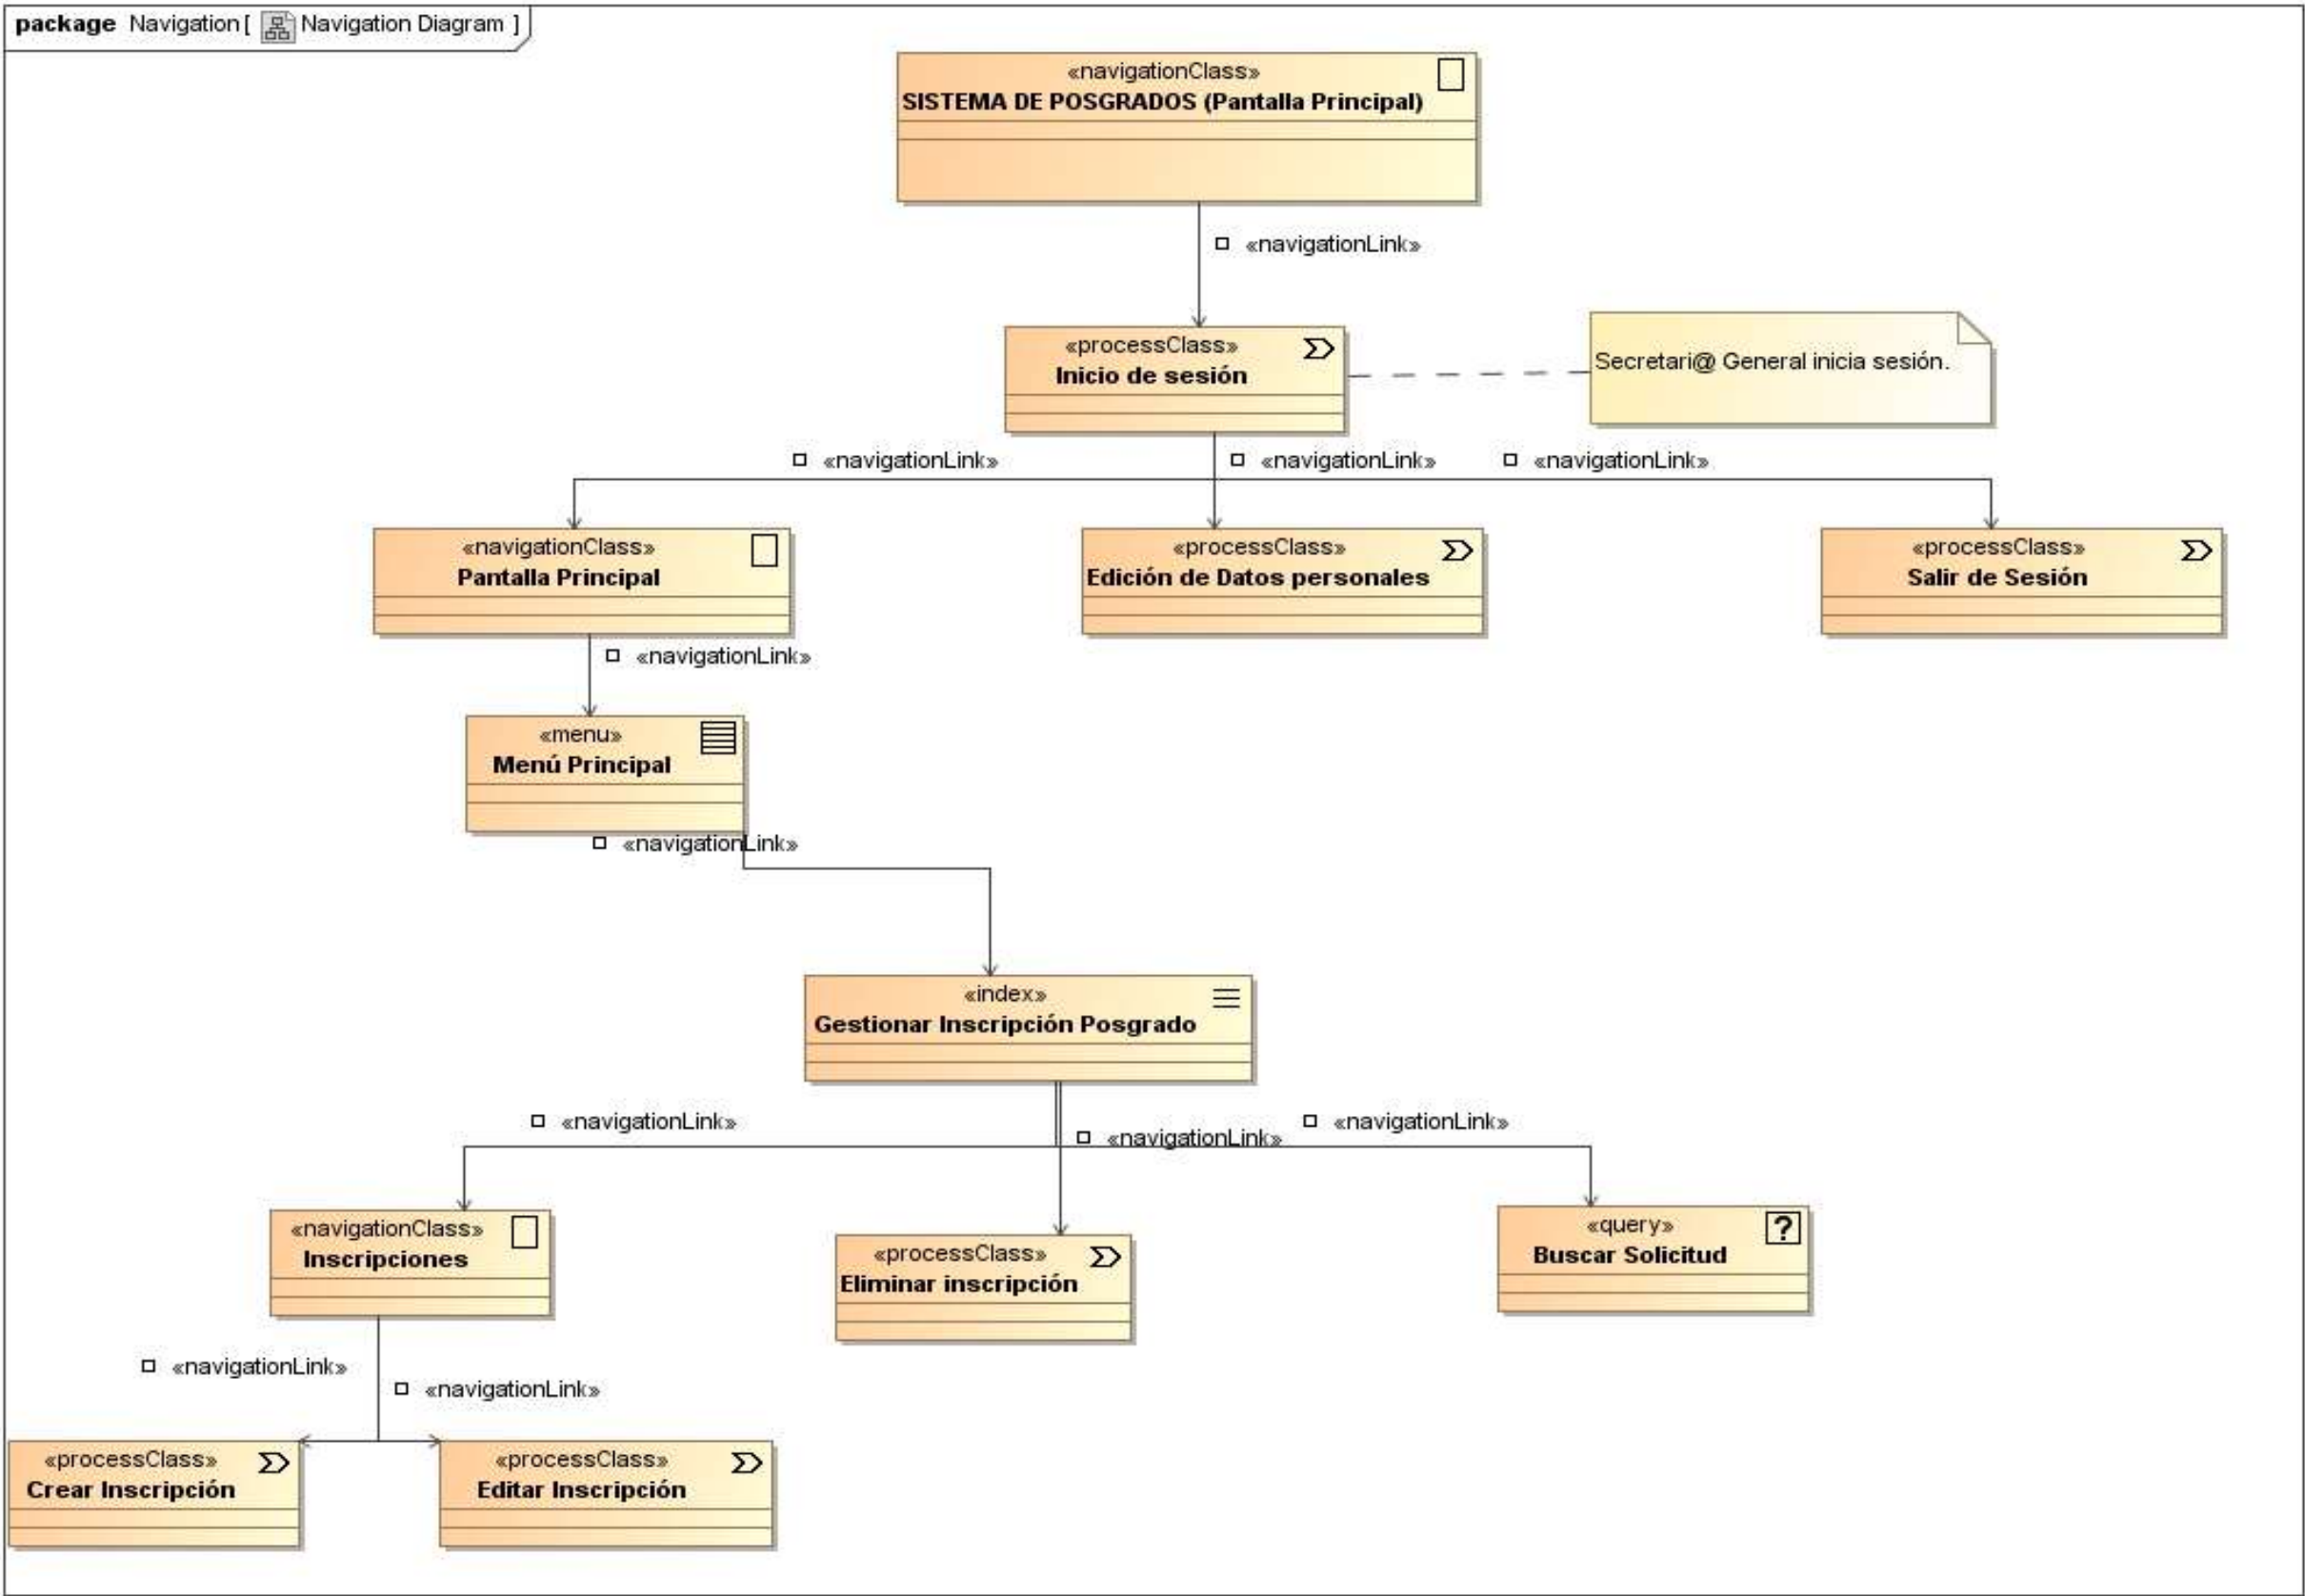 package Navigation [ Navigation Diagram ]
«navigationClass»
SISTEMA DE POSGRADOS (Pantalla Principal)
«navigationLink»
«processClass»
Inicio de sesión
Secretari@ General inicia sesión.
«navigationLink» «navigationLink» «navigationLink»
«navigationClass»
Pantalla Principal
«processClass»
Edición de Datos personales
«processClass»
Salir de Sesión
«navigationLink»
«menu»
Menú Principal
«navigationLink»
«index»
Gestionar Inscripción Posgrado
«navigationLink» «navigationLink» «navigationLink»
«navigationClass»
Inscripciones
«processClass»
Eliminar inscripción
«query»
?
Buscar Solicitud
«navigationLink»
«navigationLink»
«processClass»
Crear Inscripción
«processClass»
Editar Inscripción